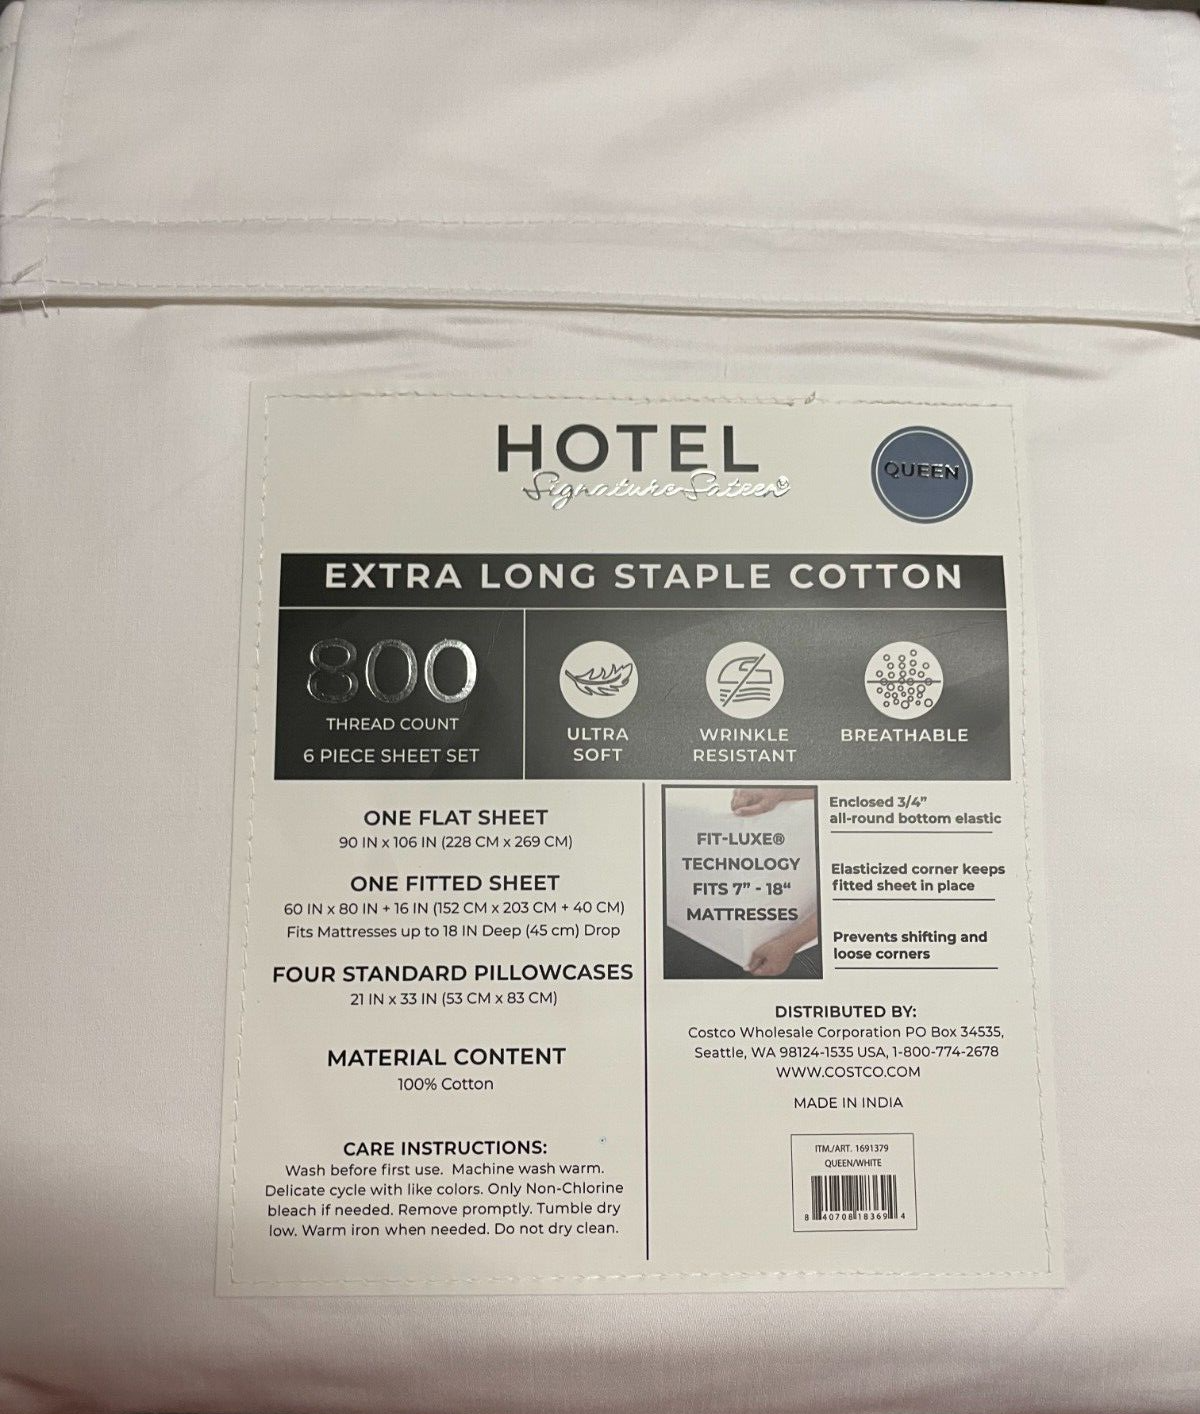 HOTEL
Signature Sateen®
QUEEN
EXTRA LONG STAPLE COTTON
800
THREAD COUNT
6 PIECE SHEET SET
ULTRA
SOFT
WRINKLE
RESISTANT
BREATHABLE
ONE FLAT SHEET
90 IN x 106 IN (228 CM x 269 CM)
ONE FITTED SHEET
60 IN x 80 IN + 16 IN (152 CM x 203 CM + 40 CM)
Fits Mattresses up to 18 IN Deep (45 cm) Drop
FOUR STANDARD PILLOWCASES
21 IN x 33 IN (53 CM x 83 CM)
MATERIAL CONTENT
100% Cotton
CARE INSTRUCTIONS:
Wash before first use. Machine wash warm.
Delicate cycle with like colors. Only Non-Chlorine
bleach if needed. Remove promptly. Tumble dry
low. Warm iron when needed. Do not dry clean.
FIT-LUXE®
TECHNOLOGY
FITS 7” - 18“
MATTRESSES
Enclosed 3/4”
all-round bottom elastic
Elasticized corner keeps
fitted sheet in place
Prevents shifting and
loose corners
DISTRIBUTED BY:
Costco Wholesale Corporation PO Box 34535,
Seattle, WA 98124-1535 USA, 1-800-774-2678
WWW.COSTCO.COM
MADE IN INDIA
ITM./ART. 1691379
QUEEN/WHITE
8 40708 18369 4